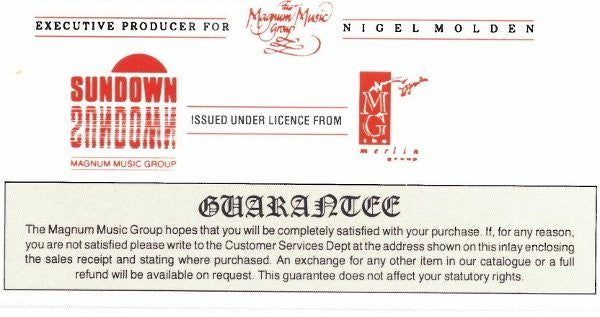 EXECUTIVE PRODUCER FOR The Magnum Music Group NIGEL MOLDEN
SUNDOWN
SUNDOWN
MAGNUM MUSIC GROUP
ISSUED UNDER LICENCE FROM
MG
the
merlin
group
GUARANTEE
The Magnum Music Group hopes that you will be completely satisfied with your purchase. If, for any reason,
you are not satisfied please write to the Customer Services Dept at the address shown on this inlay enclosing
the sales receipt and stating where purchased. An exchange for any other item in our catalogue or a full
refund will be available on request. This guarantee does not affect your statutory rights.